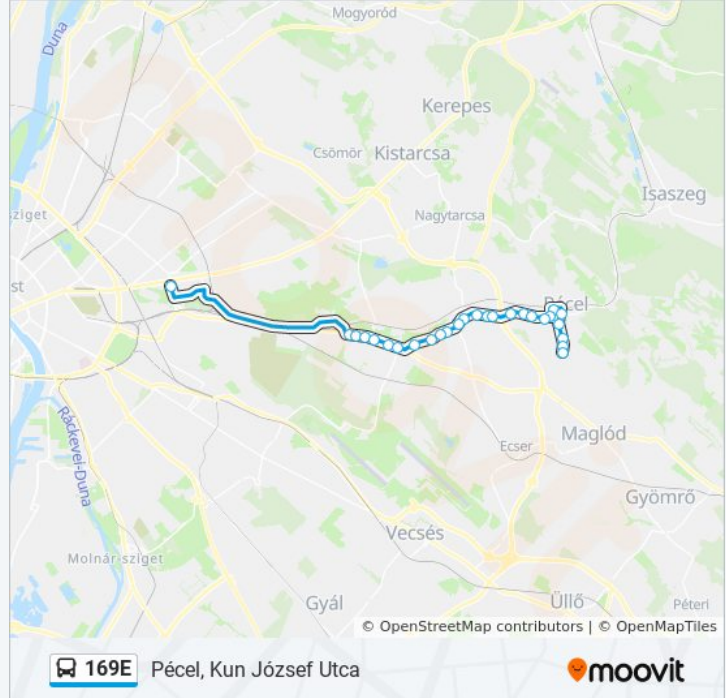 Mogyoród
Duna
Kerepes
Csömör
Kistarcsa
Isaszeg
Nagytarcsa
sziget
st
Pécel
Ráckevei-Duna
Ecser
Maglód
Gyömrő
Vecsés
Molnár-sziget
Üllő
Péteri
Gyál
© OpenStreetMap contributors | © OpenMapTiles
169E Pécel, Kun József Utca
moovit